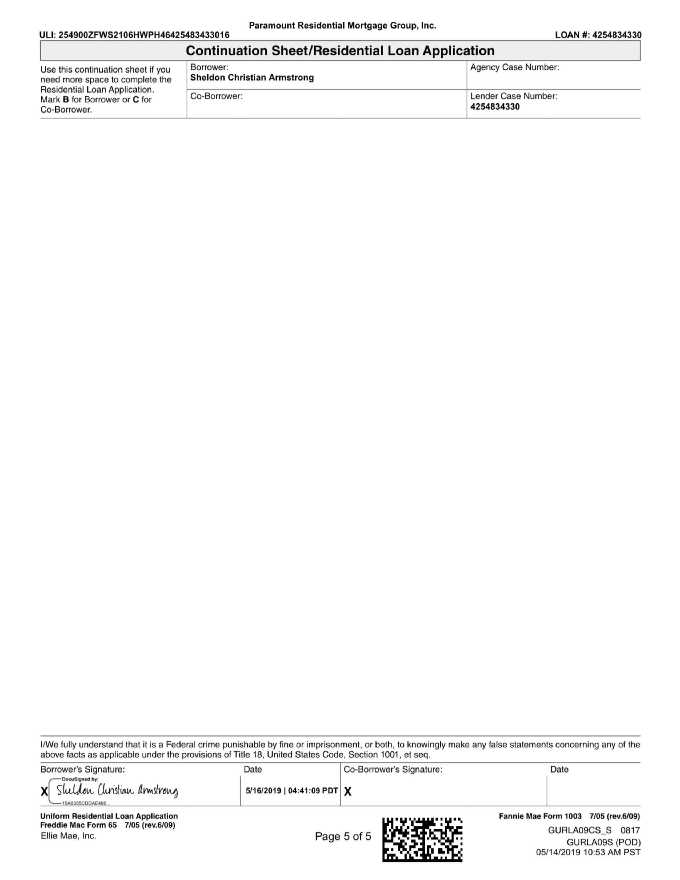 Paramount Residential Mortgage Group, Inc.
ULI: 254900ZFWS2106HWPH46425483433016 LOAN #: 4254834330
Continuation Sheet/Residential Loan Application
Use this continuation sheet if you
need more space to complete the
Residential Loan Application.
Mark B for Borrower or C for
Co-Borrower.
Borrower:
Sheldon Christian Armstrong
Agency Case Number:
Co-Borrower:
Lender Case Number:
4254834330
I/We fully understand that it is a Federal crime punishable by fine or imprisonment, or both, to knowingly make any false statements concerning any of the
above facts as applicable under the provisions of Title 18, United States Code, Section 1001, et seq.
Borrower's Signature: Date Co-Borrower's Signature: Date
DocuSigned by:
X Sheldon Christian Armstrong 5/16/2019 | 04:41:09 PDT X
Uniform Residential Loan Application
Freddie Mac Form 65 7/05 (rev.6/09)
Ellie Mae, Inc.
Page 5 of 5
Fannie Mae Form 1003 7/05 (rev.6/09)
GURLA09CS_S 0817
GURLA09S (POD)
05/14/2019 10:53 AM PST